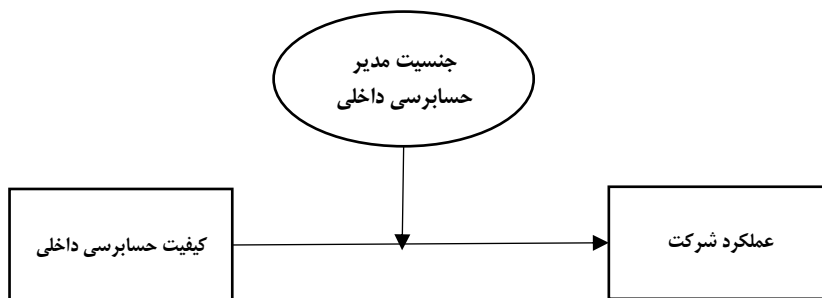 جنسیت مدیر
حسابرسی داخلی
عملکرد شرکت
کیفیت حسابرسی داخلی